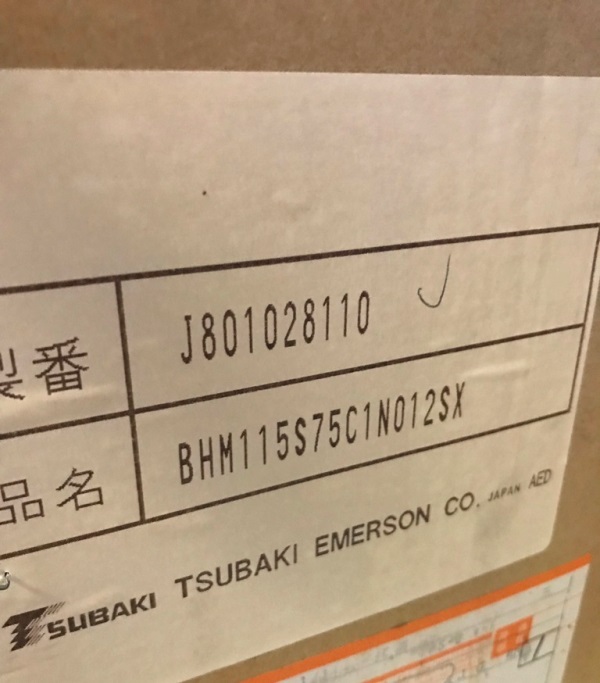 製番 J801028110
品名 BHM115S75C1N012SX
TSUBAKI TSUBAKI EMERSON CO. JAPAN AED